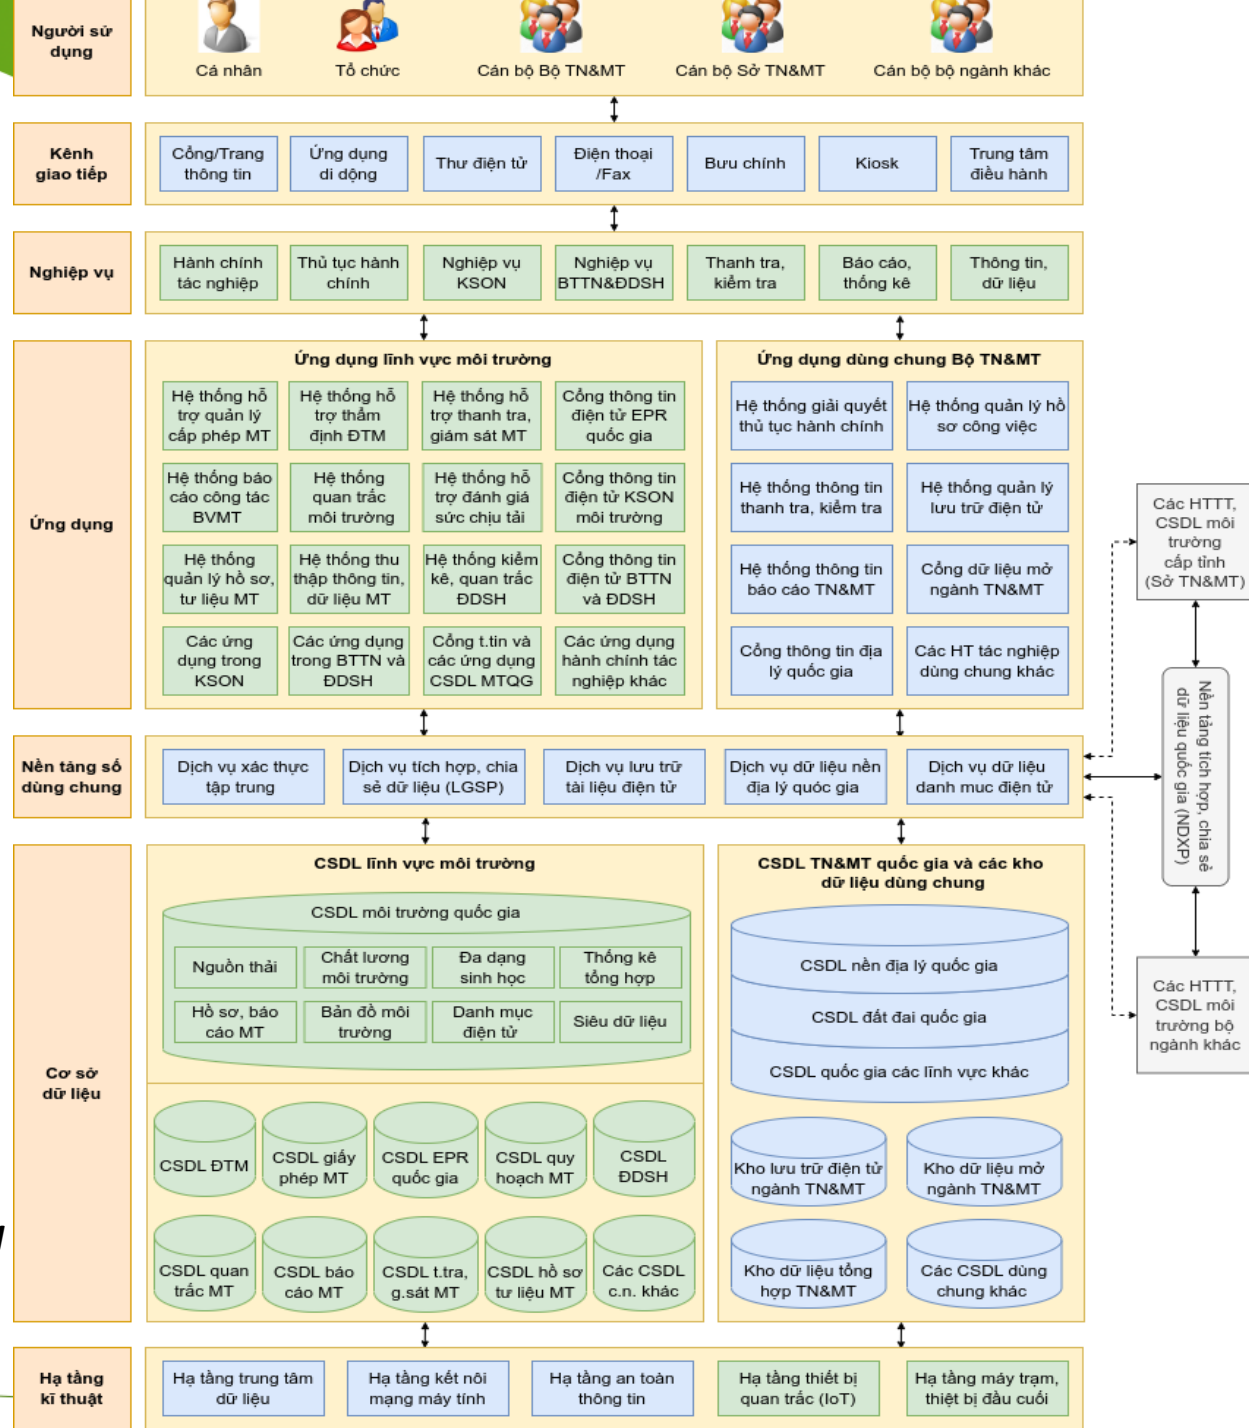 Người sử
dụng
Cá nhân
Tổ chức
Cán bộ Bộ TN&MT
Cán bộ Sở TN&MT
Cán bộ bộ ngành khác
Kênh
giao tiếp
Cổng/Trang
thông tin
Ứng dụng
di dộng
Thư điện tử
Điện thoại
/Fax
Bưu chính
Kiosk
Trung tâm
điều hành
Nghiệp vụ
Hành chính
tác nghiệp
Thủ tục hành
chính
Nghiệp vụ
KSON
Nghiệp vụ
BTTN&ĐDSH
Thanh tra,
kiểm tra
Báo cáo,
thống kê
Thông tin,
dữ liệu
Ứng dụng
Ứng dụng lĩnh vực môi trường
Hệ thống hỗ
trợ quản lý
cấp phép MT
Hệ thống hỗ
trợ thẩm
định ĐTM
Hệ thống hỗ
trợ thanh tra,
giám sát MT
Cổng thông tin
điện tử EPR
quốc gia
Hệ thống báo
cáo công tác
BVMT
Hệ thống
quan trắc
môi trường
Hệ thống hỗ
trợ đánh giá
sức chịu tải
Cổng thông tin
điện tử KSON
môi trường
Hệ thống
quản lý hồ sơ,
tư liệu MT
Hệ thống thu
thập thông tin,
dữ liệu MT
Hệ thống kiểm
kê, quan trắc
ĐDSH
Cổng thông tin
điện tử BTTN
và ĐDSH
Các ứng
dụng trong
KSON
Các ứng dụng
trong BTTN và
ĐDSH
Cổng t.tin và
các ứng dụng
CSDL MTQG
Các ứng dụng
hành chính tác
nghiệp khác
Ứng dụng dùng chung Bộ TN&MT
Hệ thống giải quyết
thủ tục hành chính
Hệ thống quản lý hồ
sơ công việc
Hệ thống thông tin
thanh tra, kiểm tra
Hệ thống quản lý
lưu trữ điện tử
Hệ thống thông tin
báo cáo TN&MT
Cổng dữ liệu mở
ngành TN&MT
Cổng thông tin địa
lý quốc gia
Các HT tác nghiệp
dùng chung khác
Các HTTT,
CSDL môi
trường
cấp tỉnh
(Sở TN&MT)
Nền tảng tích hợp, chia sẻ
dữ liệu quốc gia (NDXP)
Các HTTT,
CSDL môi
trường bộ
ngành khác
Nền tảng số
dùng chung
Dịch vụ xác thực
tập trung
Dịch vụ tích hợp, chia
sẻ dữ liệu (LGSP)
Dịch vụ lưu trữ
tài liệu điện tử
Dịch vụ dữ liệu nền
địa lý quóc gia
Dịch vụ dữ liệu
danh muc điện tử
Cơ sở
dữ liệu
CSDL lĩnh vực môi trường
CSDL môi trường quốc gia
Nguồn thải
Chất lương
môi trường
Đa dạng
sinh học
Thống kê
tổng hợp
Hồ sơ, báo
cáo MT
Bản đồ môi
trường
Danh mục
điện tử
Siêu dữ liệu
CSDL ĐTM
CSDL giấy
phép MT
CSDL EPR
quốc gia
CSDL quy
hoạch MT
CSDL
ĐDSH
CSDL quan
trắc MT
CSDL báo
cáo MT
CSDL t.tra,
g.sát MT
CSDL hồ sơ
tư liệu MT
Các CSDL
c.n. khác
CSDL TN&MT quốc gia và các kho
dữ liệu dùng chung
CSDL nền địa lý quốc gia
CSDL đất đai quốc gia
CSDL quốc gia các lĩnh vực khác
Kho lưu trữ điện tử
ngành TN&MT
Kho dữ liệu mở
ngành TN&MT
Kho dữ liệu tổng
hợp TN&MT
Các CSDL dùng
chung khác
Hạ tầng
kĩ thuật
Hạ tầng trung tâm
dữ liệu
Hạ tầng kết nôi
mạng máy tính
Hạ tầng an toàn
thông tin
Hạ tầng thiết bị
quan trắc (IoT)
Hạ tầng máy trạm,
thiệt bị đầu cuối